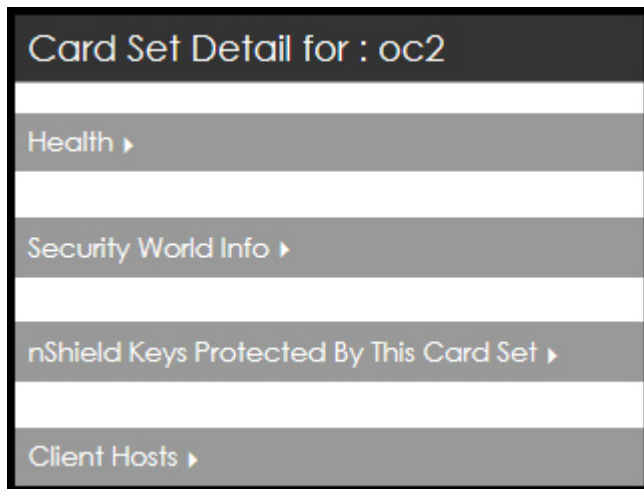 Card Set Detail for : oc2
Health
Security World Info
nShield Keys Protected By This Card Set
Client Hosts